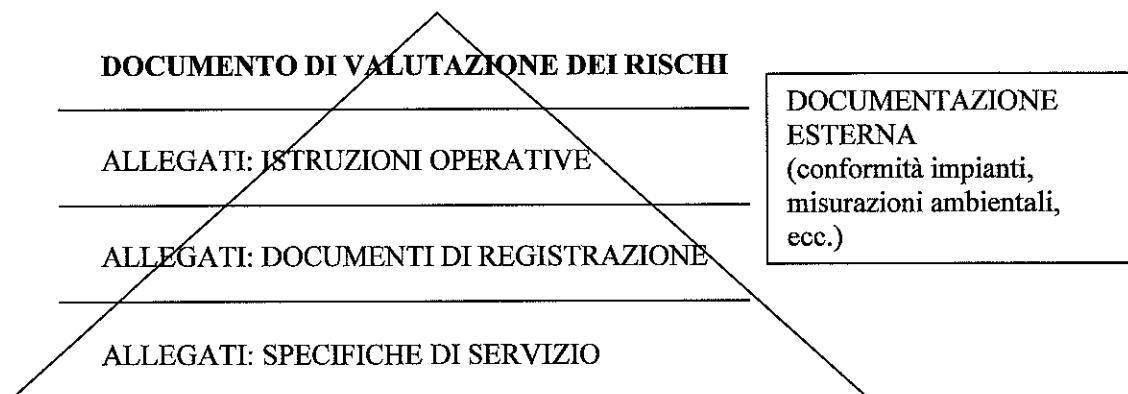 DOCUMENTO DI VALUTAZIONE DEI RISCHI
ALLEGATI: ISTRUZIONI OPERATIVE
ALLEGATI: DOCUMENTI DI REGISTRAZIONE
ALLEGATI: SPECIFICHE DI SERVIZIO
DOCUMENTAZIONE
ESTERNA
(conformità impianti,
misurazioni ambientali,
ecc.)